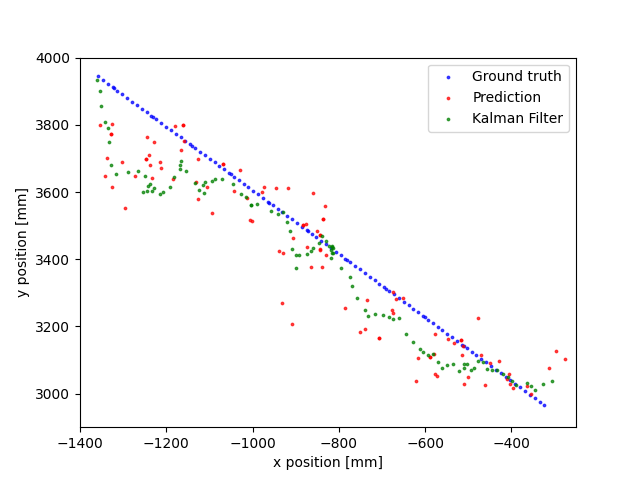 Ground truth
Prediction
Kalman Filter
4000
3800
3600
3400
3200
3000
y position [mm]
−1400 −1200 −1000 −800 −600 −400
x position [mm]